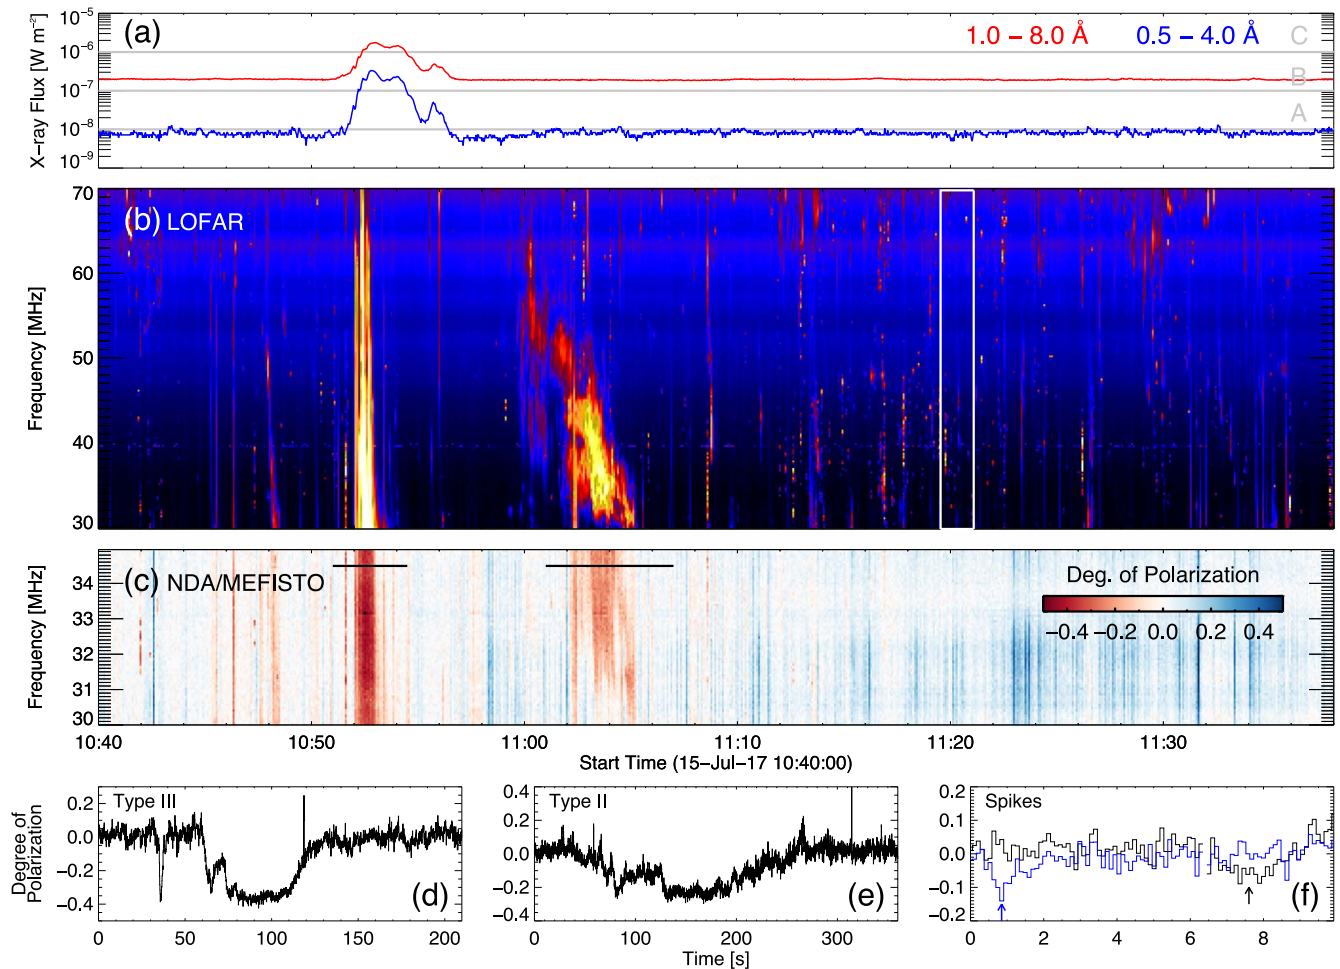 (a)
1.0 − 8.0 Å
0.5 − 4.0 Å
C
B
A
X−ray Flux [W m⁻²]
10⁻⁵
10⁻⁶
10⁻⁷
10⁻⁸
10⁻⁹
(b) LOFAR
Frequency [MHz]
70
60
50
40
30
(c) NDA/MEFISTO
Deg. of Polarization
−0.4 −0.2 0.0 0.2 0.4
Frequency [MHz]
34
33
32
31
30
10:40 10:50 11:00 11:10 11:20 11:30
Start Time (15−Jul−17 10:40:00)
Degree of
Polarization
Type III
(d)
0.2
0.0
−0.2
−0.4
0 50 100 150 200
Type II
(e)
0.4
0.2
0.0
−0.2
−0.4
0 100 200 300
Time [s]
Spikes
(f)
0.2
0.1
0.0
−0.1
−0.2
0 2 4 6 8